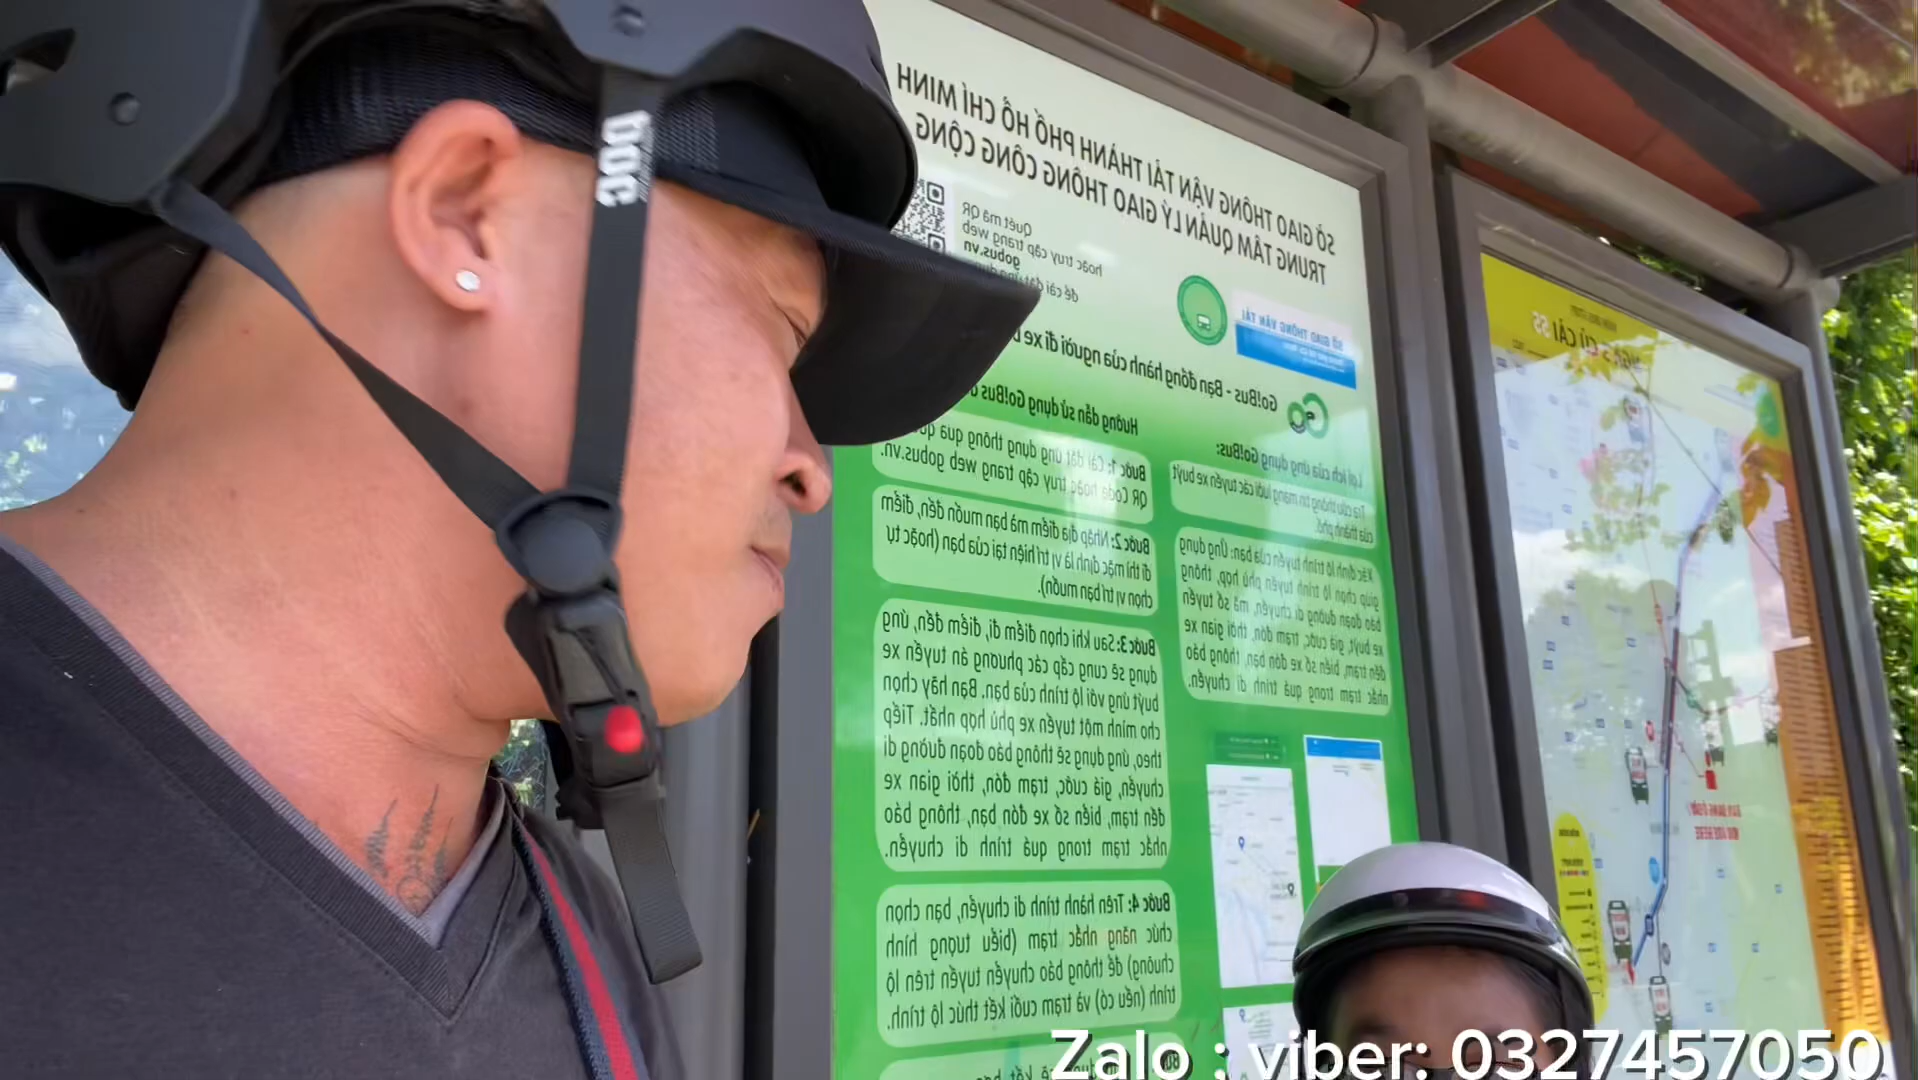 SỞ GIAO THÔNG VẬN TẢI THÀNH PHỐ HỒ CHÍ MINH
TRUNG TÂM QUẢN LÝ GIAO THÔNG CÔNG CỘNG
SỞ GIAO THÔNG VẬN TẢI
Quét mã QR
hoặc truy cập trang web
gobus.vn
để cài đặt ứng
Go!Bus - Bạn đồng hành của người đi xe
Lợi ích của ứng dụng Go!Bus:
Tra cứu thông tin mạng lưới các tuyến xe buýt
của thành phố.
Xác định lộ trình tuyến của bạn: Ứng dụng
giúp chọn lộ trình tuyến phù hợp, thông
báo đoạn đường di chuyển, mã số tuyến
xe buýt, giá cước, trạm đón, thời gian xe
đến trạm, biển số xe đón bạn, thông báo
nhắc trạm trong quá trình di chuyển.
Hướng dẫn sử dụng Go!Bus
Bước 1: Cài đặt ứng dụng thông qua
QR Code hoặc truy cập trang web gobus.vn.
Bước 2: Nhập địa điểm mà bạn muốn đến, điểm
đi thì mặc định là vị trí hiện tại của bạn (hoặc tự
chọn vị trí bạn muốn).
Bước 3: Sau khi chọn điểm đi, điểm đến, ứng
dụng sẽ cung cấp các phương án tuyến xe
buýt ứng với lộ trình của bạn. Bạn hãy chọn
cho mình một tuyến xe phù hợp nhất. Tiếp
theo, ứng dụng sẽ thông báo đoạn đường di
chuyển, giá cước, trạm đón, thời gian xe
đến trạm, biển số xe đón bạn, thông báo
nhắc trạm trong quá trình di chuyển.
Bước 4: Trên hành trình di chuyển, bạn chọn
chức năng nhắc trạm (biểu tượng hình
chuông) để thông báo chuyển tuyến trên lộ
trình (nếu có) và trạm cuối kết thúc lộ trình.
YOU ARE HERE
Zalo ; viber: 0327457050